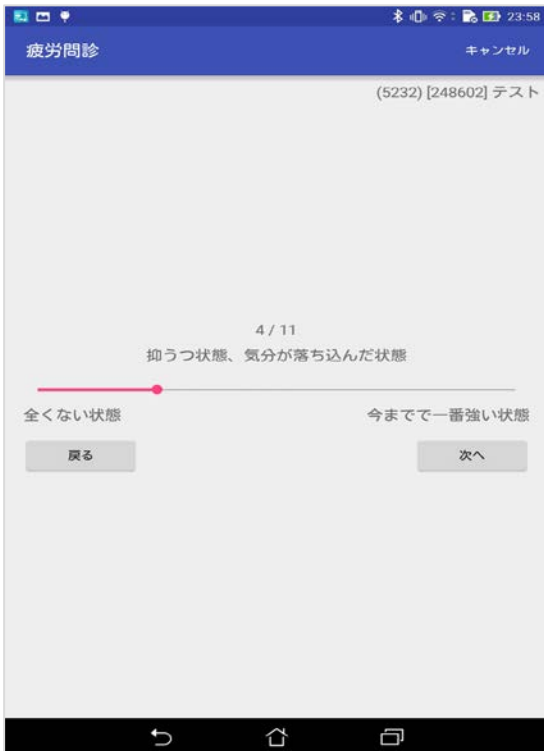 23:58
疲労問診
キャンセル
(5232) [248602] テスト
4 / 11
抑うつ状態、気分が落ち込んだ状態
全くない状態
今までで一番強い状態
戻る
次へ